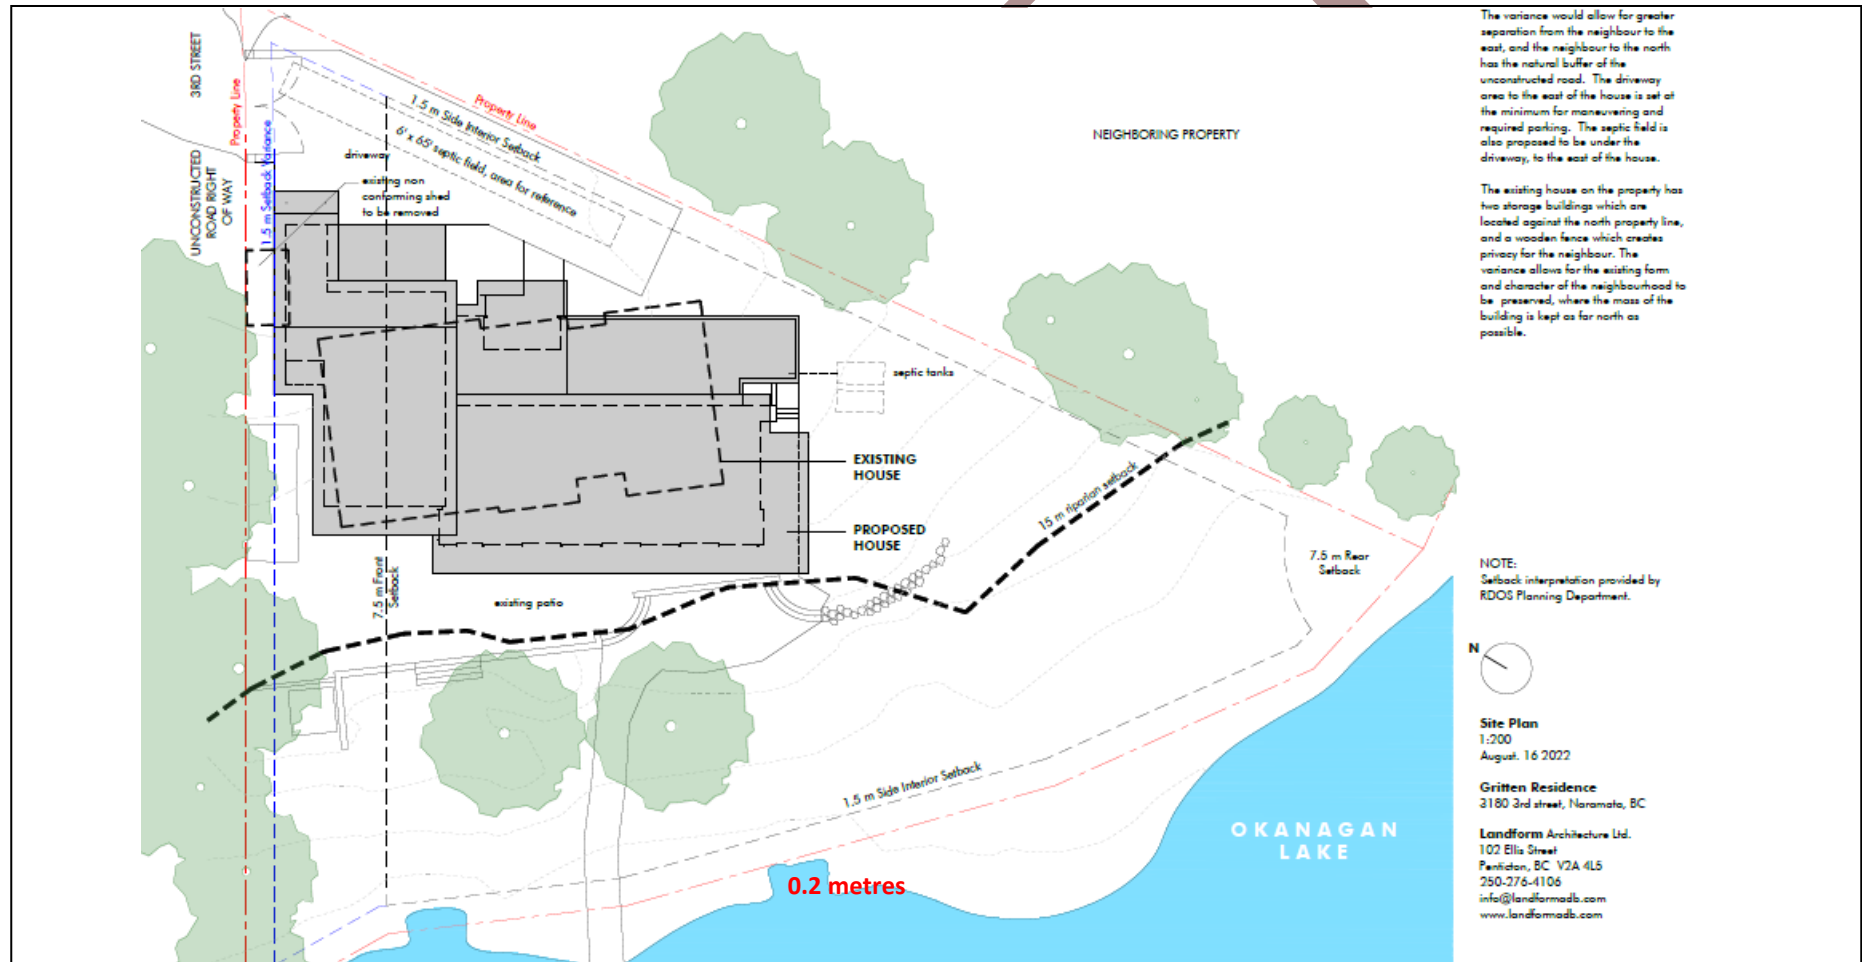 3RD STREET
Property Line
UNCONSTRUCTED
ROAD RIGHT
OF WAY
1.5 m Setback Variance
driveway
existing non
conforming shed
to be removed
Property Line
1.5 m Side Interior Setback
6' x 65' septic field, area for reference
NEIGHBORING PROPERTY
septic tanks
EXISTING
HOUSE
PROPOSED
HOUSE
15 m riparian setback
7.5 m Rear
Setback
7.5 m Front
Setback
existing patio
1.5 m Side Interior Setback
0.2 metres
OKANAGAN
LAKE
The variance would allow for greater
separation from the neighbour to the
east, and the neighbour to the north
has the natural buffer of the
unconstructed road. The driveway
area to the east of the house is set at
the minimum for maneuvering and
required parking. The septic field is
also proposed to be under the
driveway, to the east of the house.
The existing house on the property has
two storage buildings which are
located against the north property line,
and a wooden fence which creates
privacy for the neighbour. The
variance allows for the existing form
and character of the neighbourhood to
be preserved, where the mass of the
building is kept as far north as
possible.
NOTE:
Setback interpretation provided by
RDOS Planning Department.
N
Site Plan
1:200
August. 16 2022
Gritten Residence
3180 3rd street, Naramata, BC
Landform Architecture Ltd.
102 Ellis Street
Penticton, BC V2A 4L5
250-276-4106
info@landformadb.com
www.landformadb.com